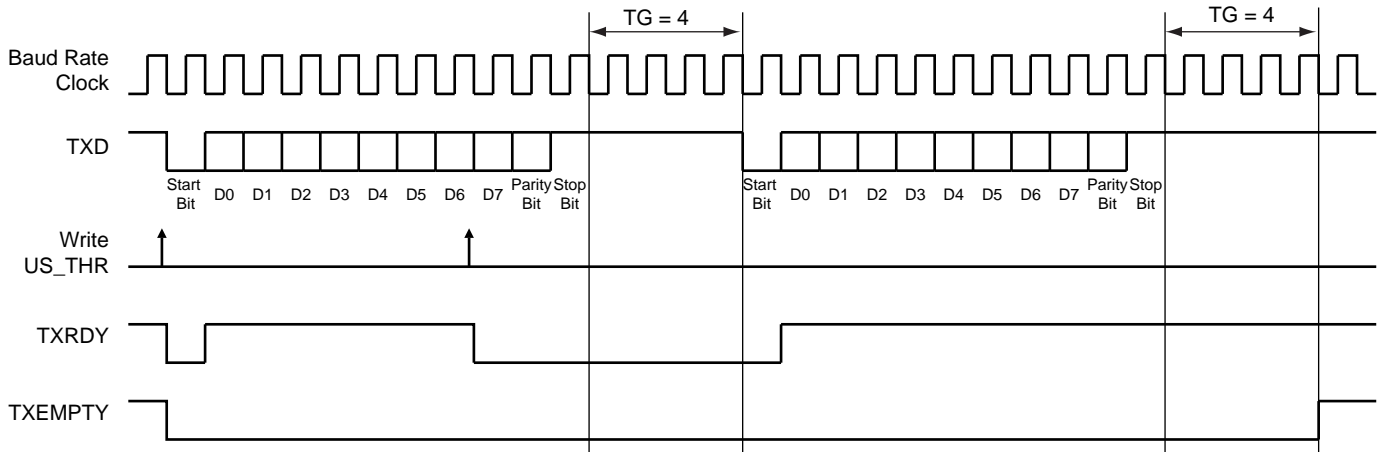 TG = 4
TG = 4
Baud Rate
Clock
TXD
Start
Bit
D0
D1
D2
D3
D4
D5
D6
D7
Parity
Bit
Stop
Bit
Start
Bit
D0
D1
D2
D3
D4
D5
D6
D7
Parity
Bit
Stop
Bit
Write
US_THR
TXRDY
TXEMPTY